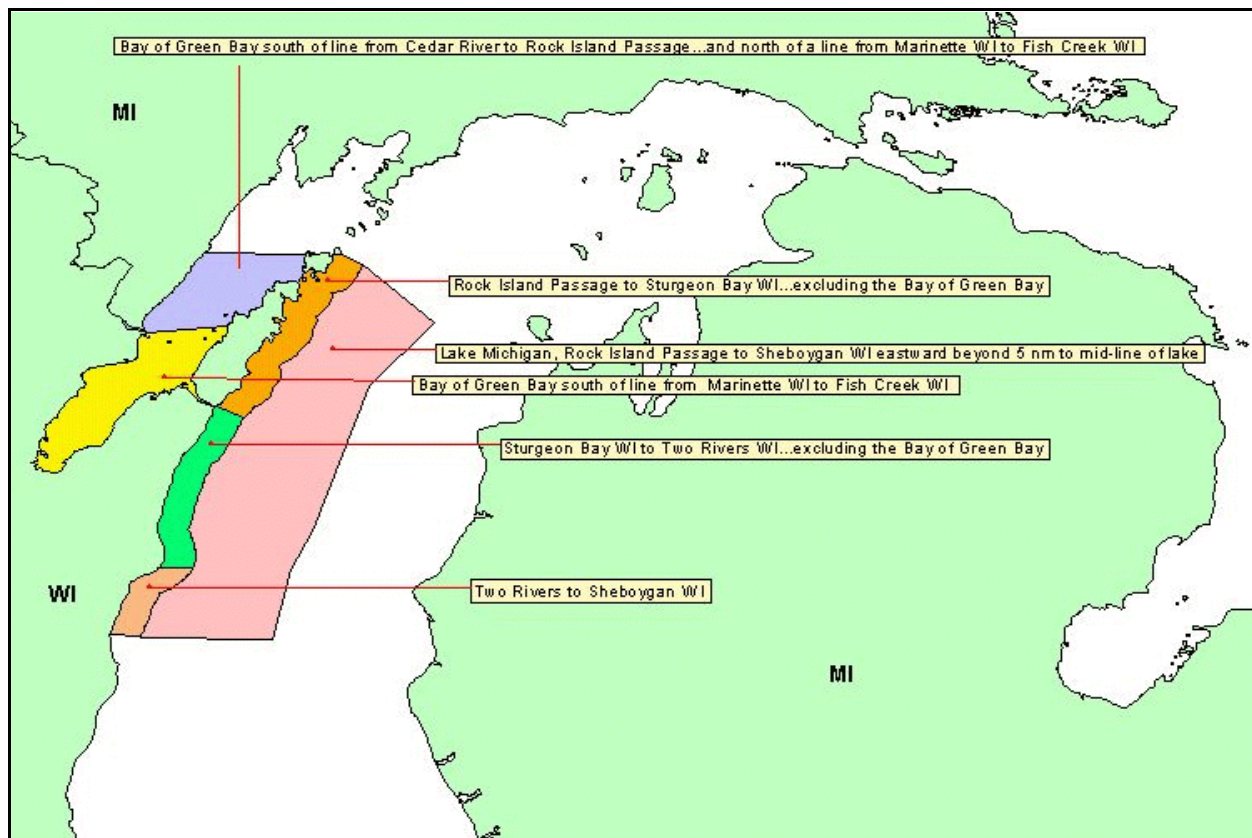 Bay of Green Bay south of line from Cedar River to Rock Island Passage...and north of a line from Marinette WI to Fish Creek WI
MI
Rock Island Passage to Sturgeon Bay WI...excluding the Bay of Green Bay
Lake Michigan, Rock Island Passage to Sheboygan WI eastward beyond 5 nm to mid-line of lake
Bay of Green Bay south of line from Marinette WI to Fish Creek WI
Sturgeon Bay WI to Two Rivers WI...excluding the Bay of Green Bay
WI
Two Rivers to Sheboygan WI
MI